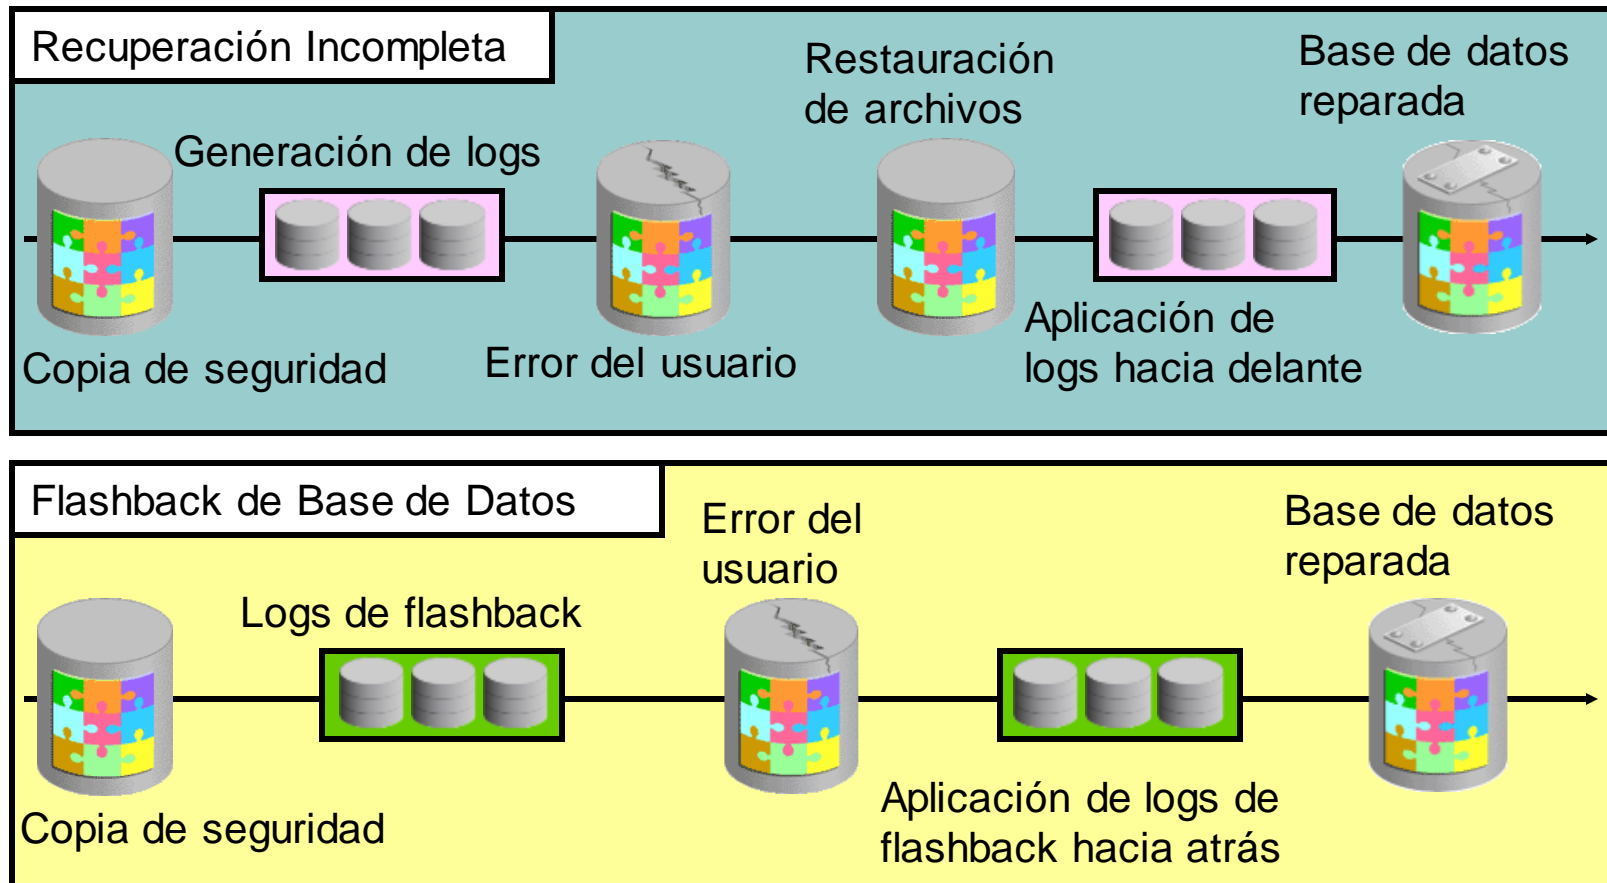 Recuperación Incompleta
Restauración
de archivos
Base de datos
reparada
Generación de logs
Copia de seguridad
Error del usuario
Aplicación de
logs hacia delante
Flashback de Base de Datos
Error del
usuario
Base de datos
reparada
Logs de flashback
Copia de seguridad
Aplicación de logs de
flashback hacia atrás